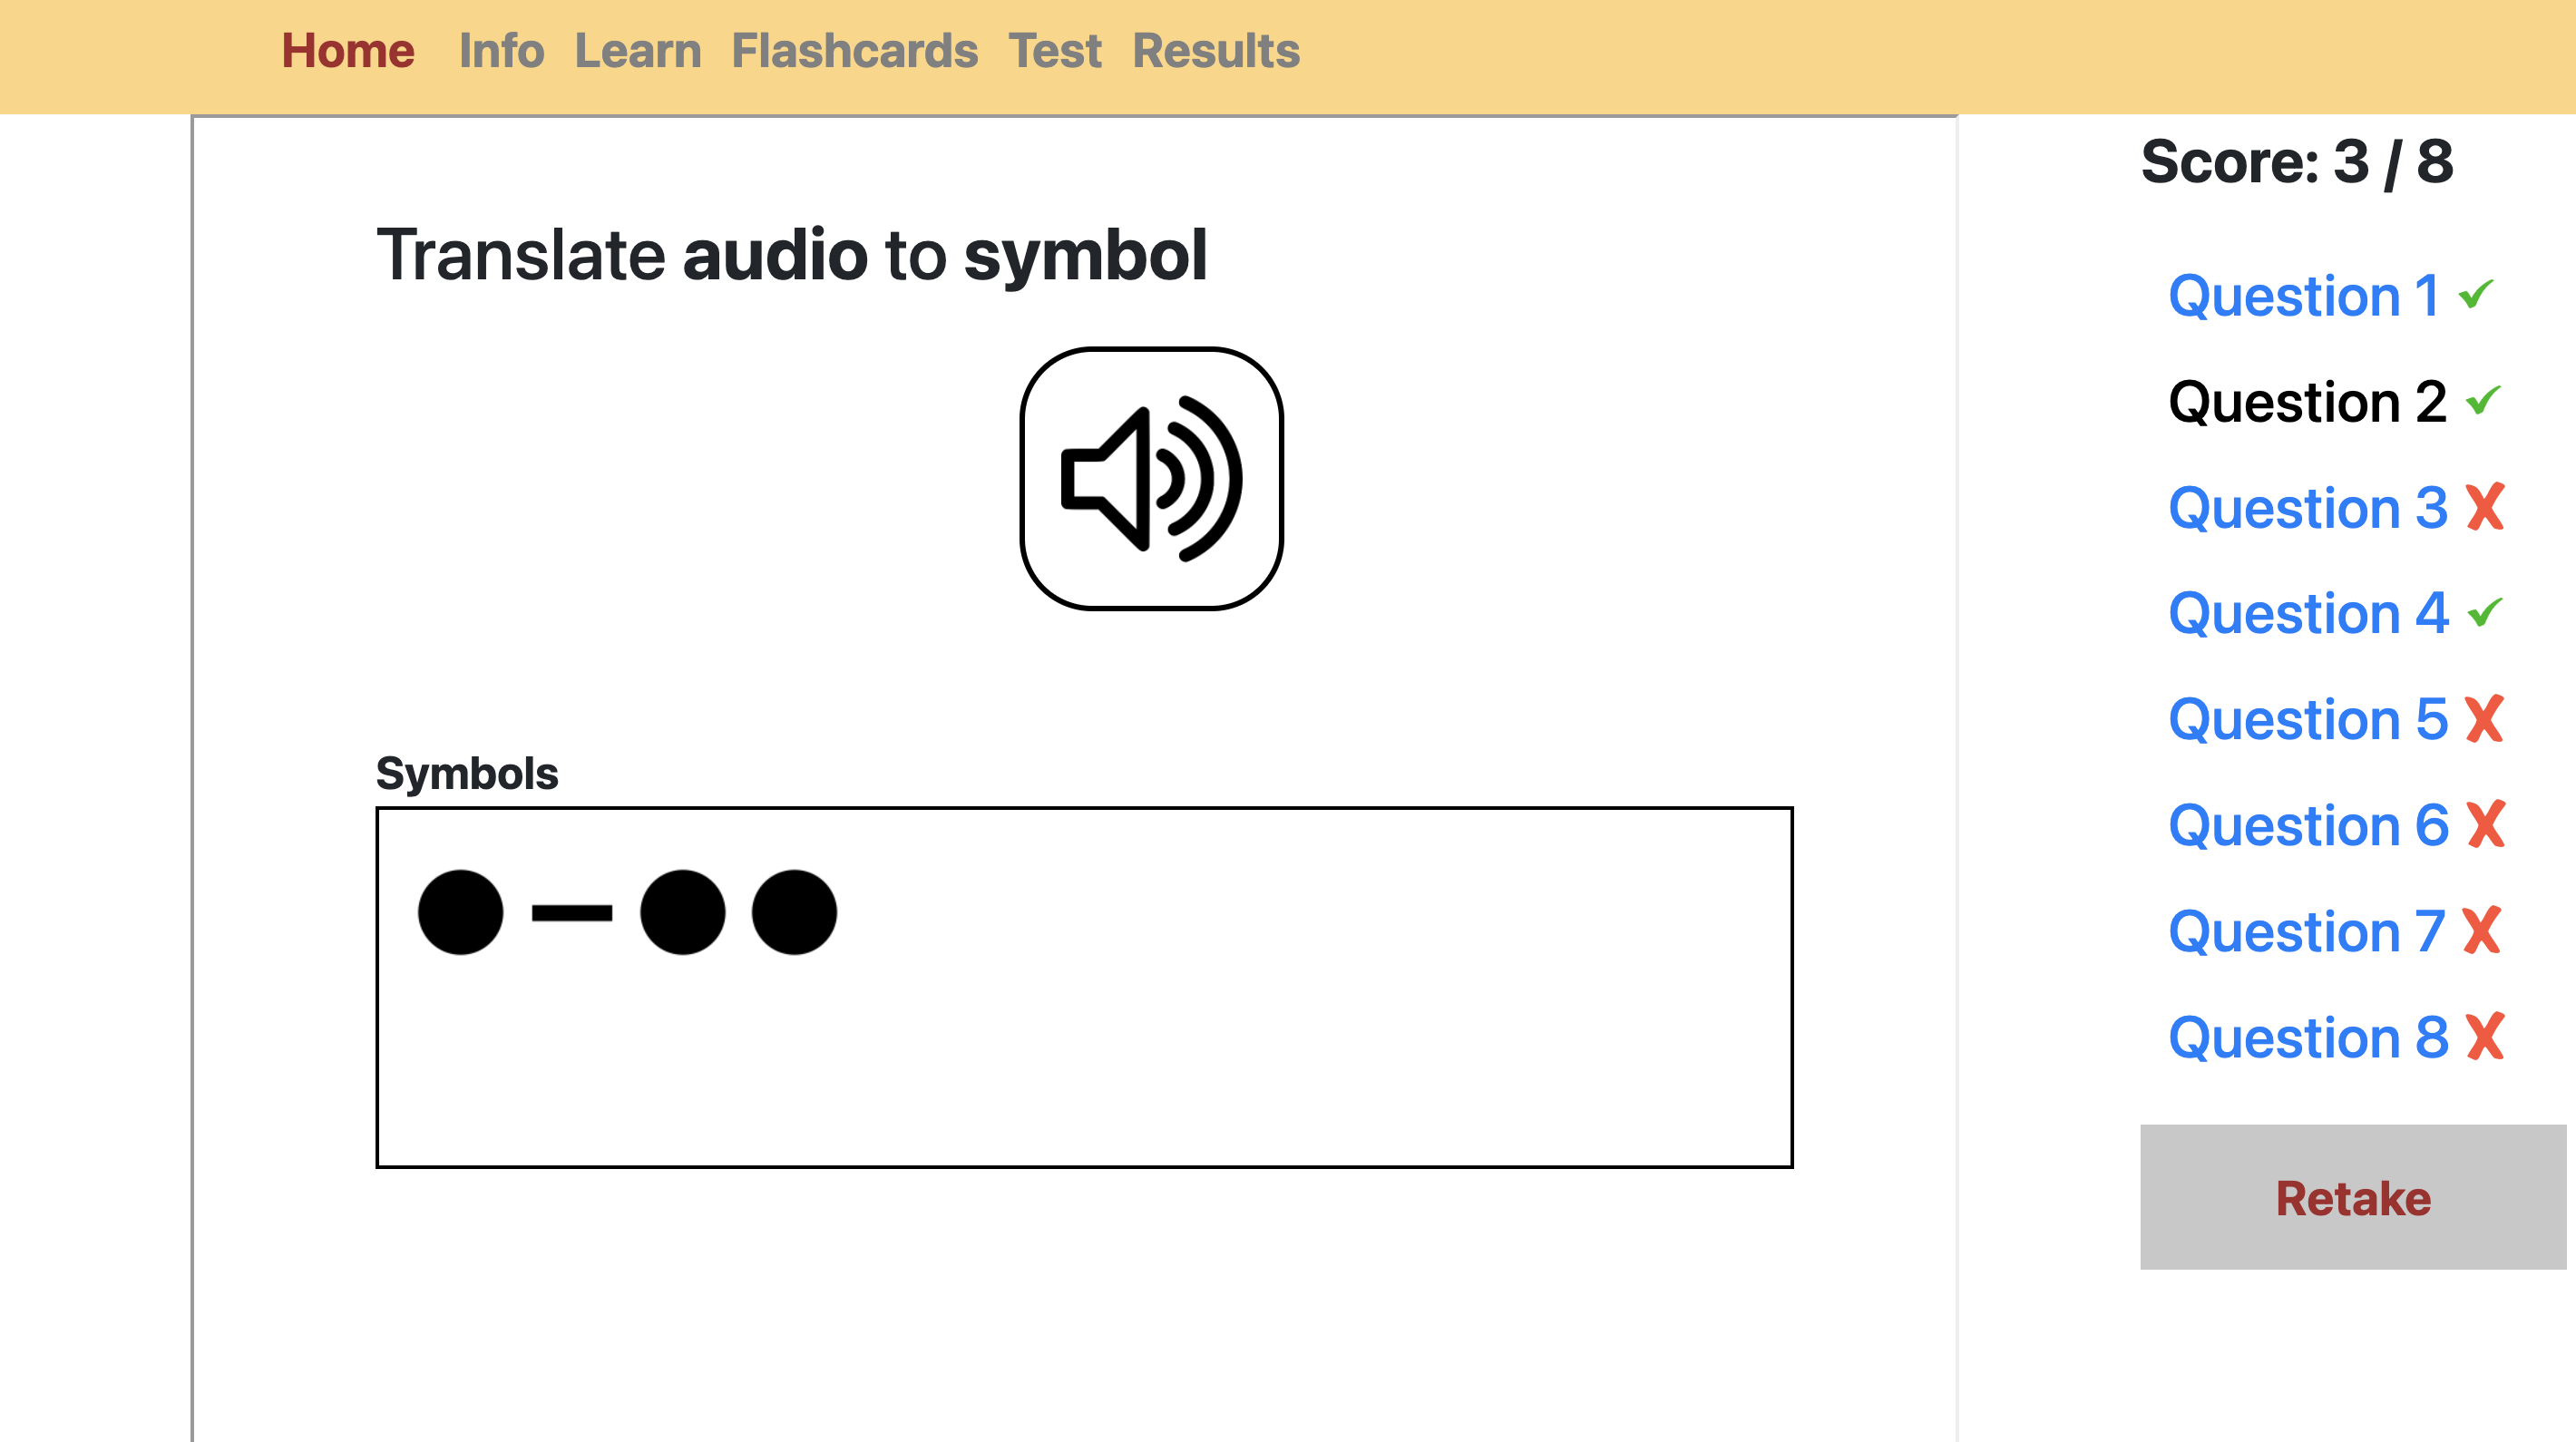 Home Info Learn Flashcards Test Results
Translate audio to symbol
Symbols
Score: 3 / 8
Question 1 ✓
Question 2 ✓
Question 3 ✗
Question 4 ✓
Question 5 ✗
Question 6 ✗
Question 7 ✗
Question 8 ✗
Retake